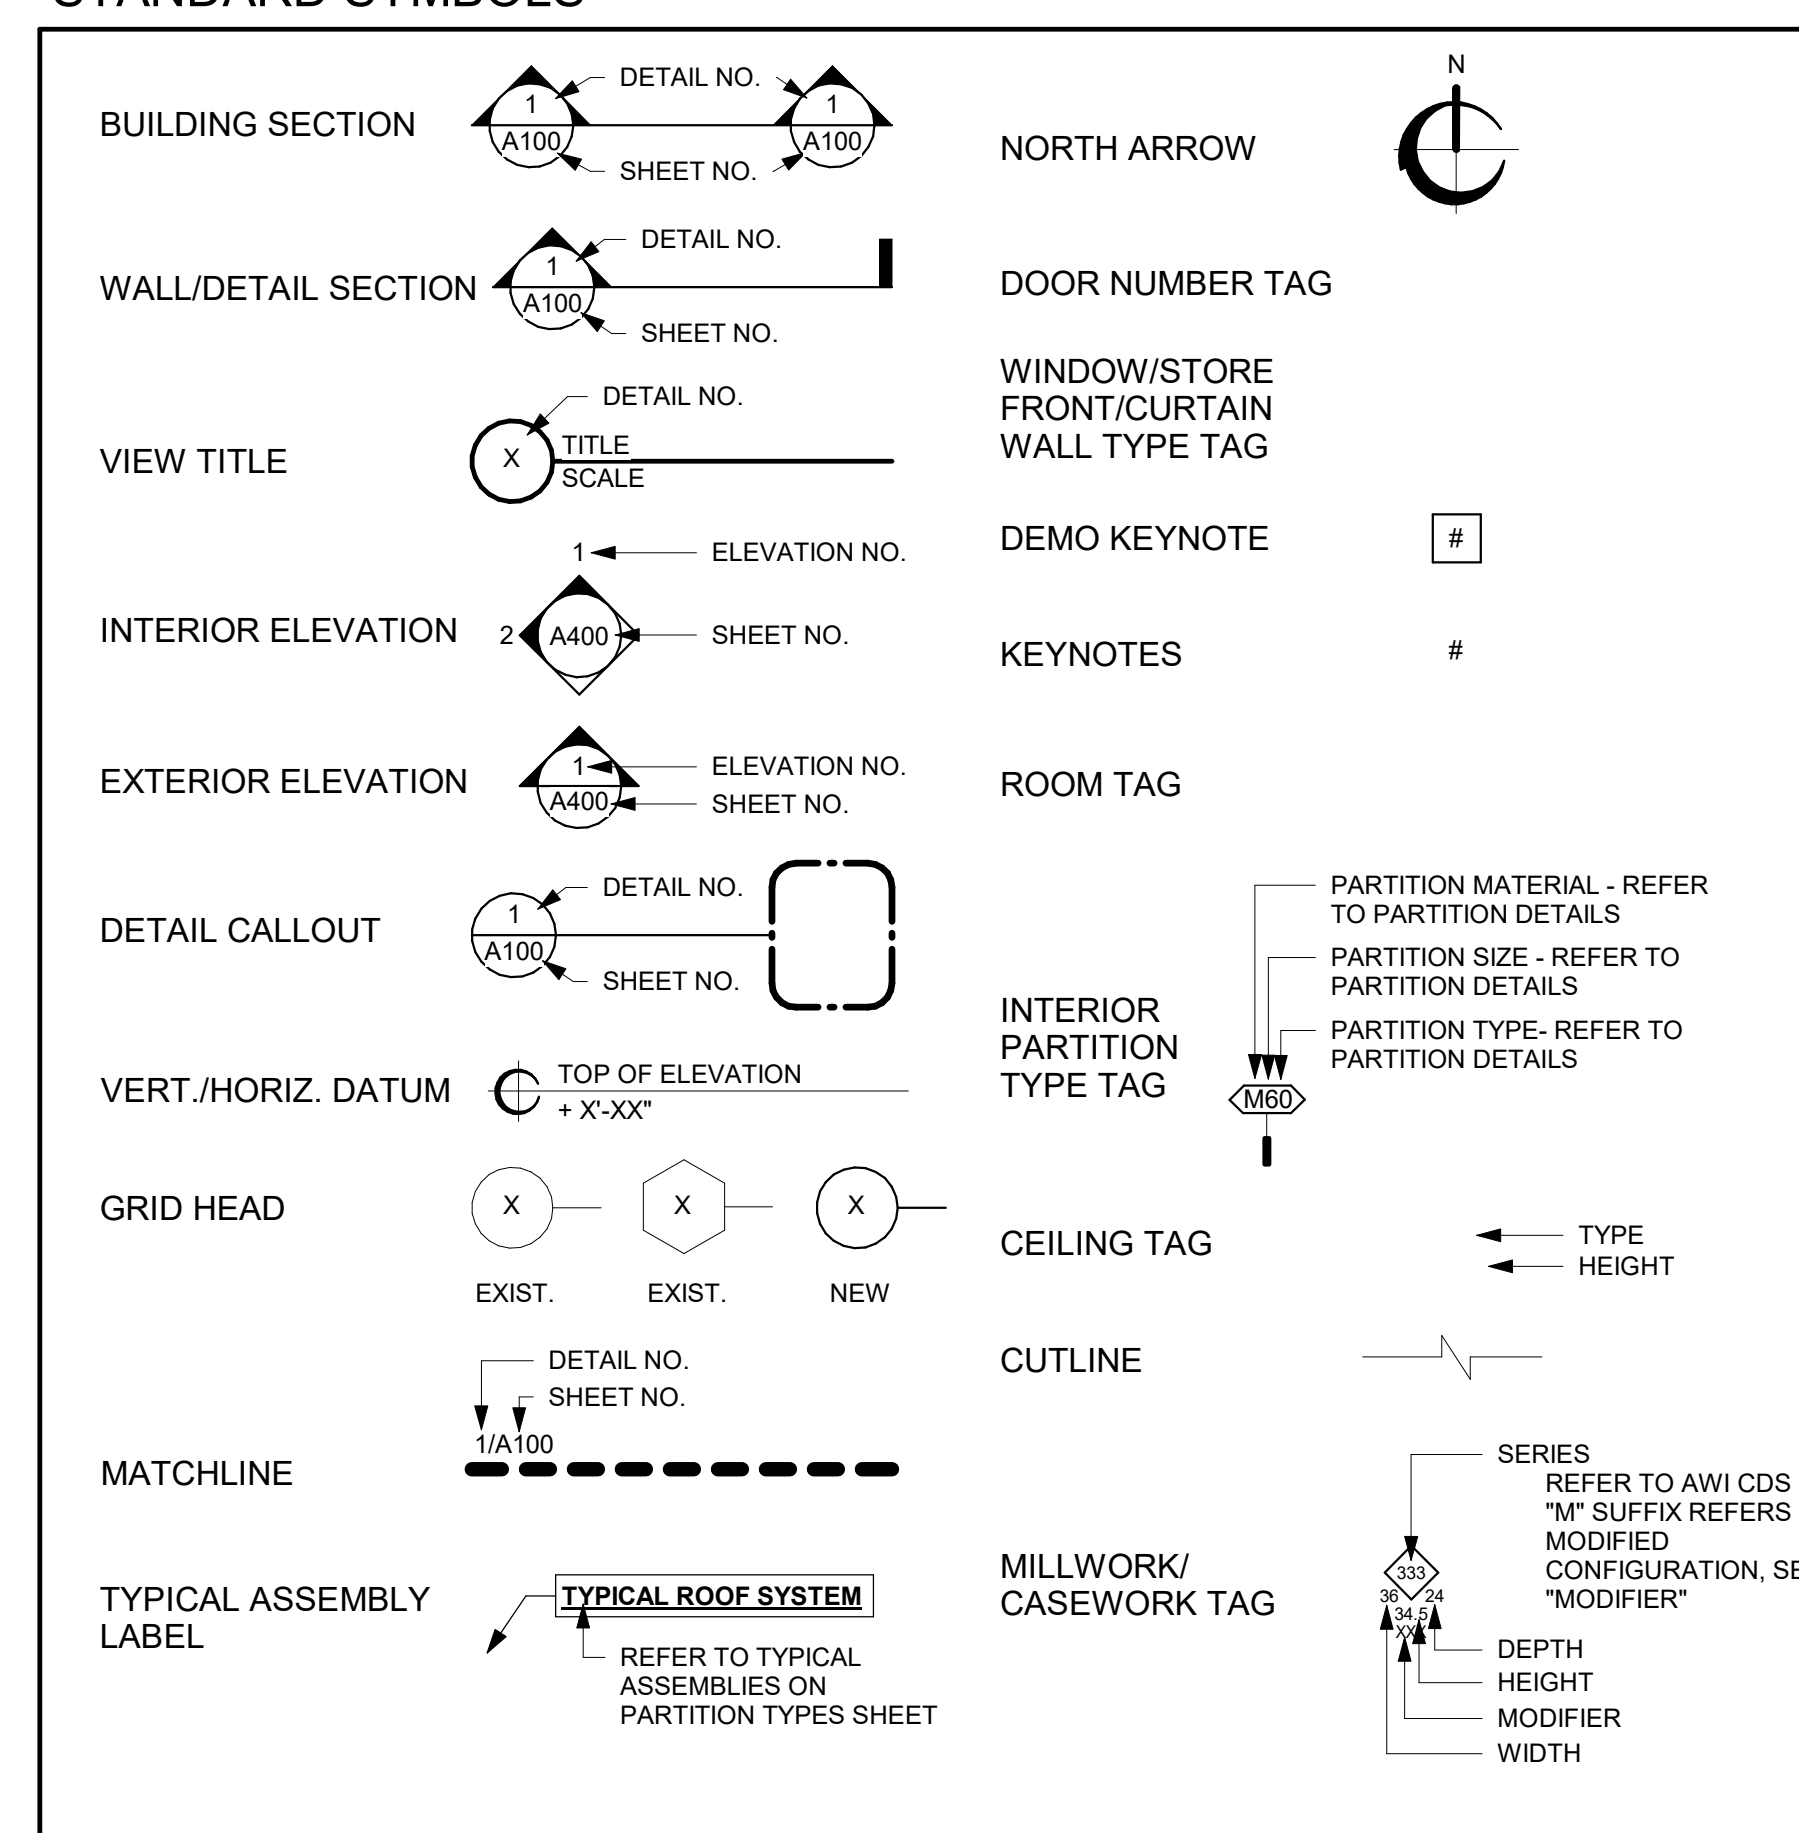 STANDARD SYMBOLS
BUILDING SECTION
1
A100
DETAIL NO.
SHEET NO.
1
A100
WALL/DETAIL SECTION
1
A100
DETAIL NO.
SHEET NO.
VIEW TITLE
X
DETAIL NO.
TITLE
SCALE
INTERIOR ELEVATION
1
ELEVATION NO.
2
A400
SHEET NO.
EXTERIOR ELEVATION
1
ELEVATION NO.
A400
SHEET NO.
DETAIL CALLOUT
1
A100
DETAIL NO.
SHEET NO.
VERT./HORIZ. DATUM
TOP OF ELEVATION
+ X'-XX"
GRID HEAD
X
X
X
EXIST.
EXIST.
NEW
MATCHLINE
DETAIL NO.
SHEET NO.
1/A100
TYPICAL ASSEMBLY
LABEL
TYPICAL ROOF SYSTEM
REFER TO TYPICAL
ASSEMBLIES ON
PARTITION TYPES SHEET
NORTH ARROW
N
DOOR NUMBER TAG
WINDOW/STORE
FRONT/CURTAIN
WALL TYPE TAG
DEMO KEYNOTE
#
KEYNOTES
#
ROOM TAG
INTERIOR
PARTITION
TYPE TAG
PARTITION MATERIAL - REFER
TO PARTITION DETAILS
PARTITION SIZE - REFER TO
PARTITION DETAILS
PARTITION TYPE- REFER TO
PARTITION DETAILS
M60
CEILING TAG
TYPE
HEIGHT
CUTLINE
MILLWORK/
CASEWORK TAG
SERIES
REFER TO AWI CDS
"M" SUFFIX REFERS
MODIFIED
CONFIGURATION,
"MODIFIER"
333
36
24
34.5
XXX
DEPTH
HEIGHT
MODIFIER
WIDTH